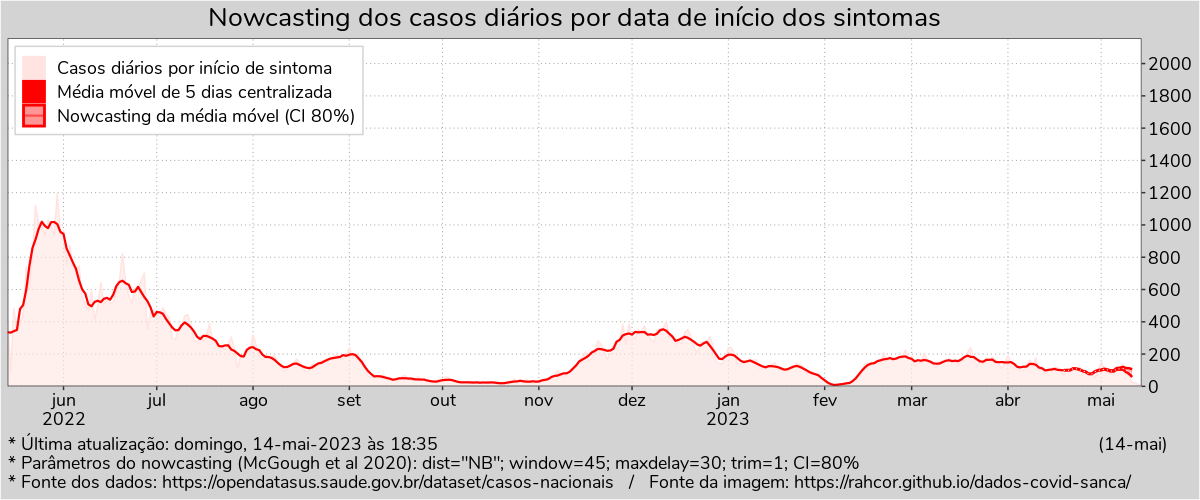 Nowcasting dos casos diários por data de início dos sintomas
Casos diários por início de sintoma
Média móvel de 5 dias centralizada
Nowcasting da média móvel (CI 80%)
2000
1800
1600
1400
1200
1000
800
600
400
200
0
jun jul ago set out nov dez jan fev mar abr mai
2022 2023
* Última atualização: domingo, 14-mai-2023 às 18:35 (14-mai)
* Parâmetros do nowcasting (McGough et al 2020): dist="NB"; window=45; maxdelay=30; trim=1; CI=80%
* Fonte dos dados: https://opendatasus.saude.gov.br/dataset/casos-nacionais / Fonte da imagem: https://rahcor.github.io/dados-covid-sanca/